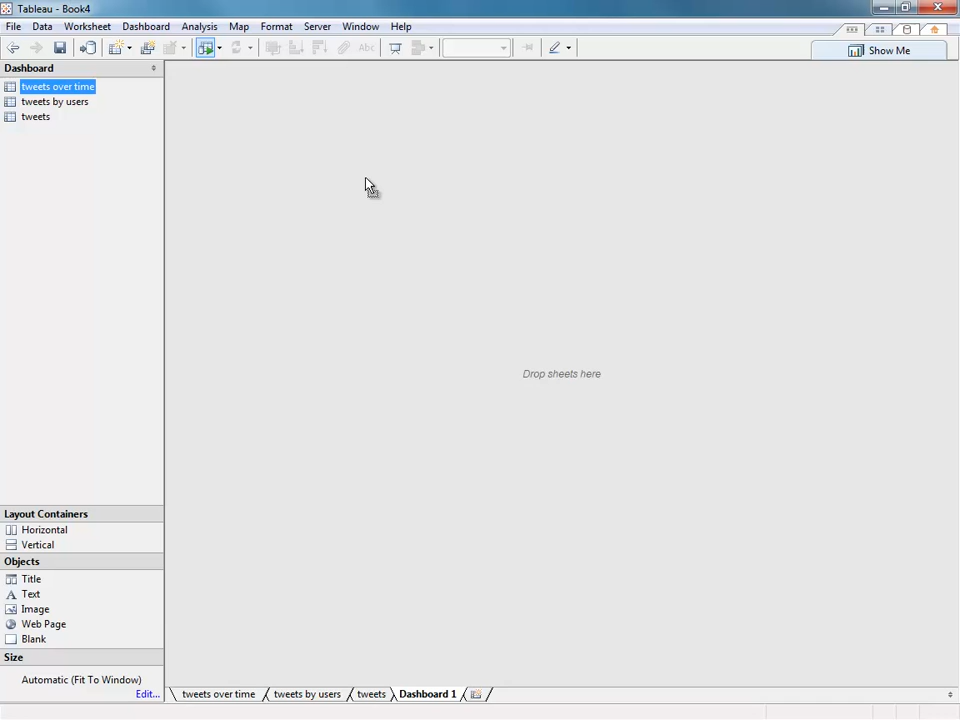 Tableau - Book4
File Data Worksheet Dashboard Analysis Map Format Server Window Help
Abc
Show Me
Dashboard
tweets over time
tweets by users
tweets
Drop sheets here
Layout Containers
Horizontal
Vertical
Objects
Title
A Text
Image
Web Page
Blank
Size
Automatic (Fit To Window)
Edit...
tweets over time tweets by users tweets Dashboard 1